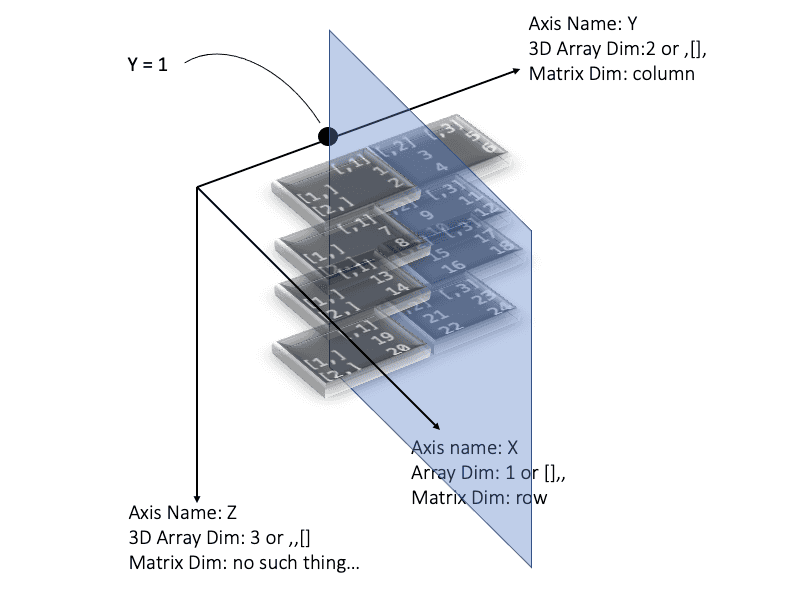 Axis Name: Y
3D Array Dim:2 or ,[],
Matrix Dim: column
Y = 1
[,1] [,2] [,3]
[1,] 1 3 5
[2,] 2 4 6
[,1] [,3]
[1,] 7 9 11
8 12
[,1] [,3]
[1,] 13 15 17
[2,] 14 16 18
[,1] [,3]
[1,] 19 21 23
[2,] 20 22 24
Axis name: X
Array Dim: 1 or [],,
Matrix Dim: row
Axis Name: Z
3D Array Dim: 3 or ,,[]
Matrix Dim: no such thing...